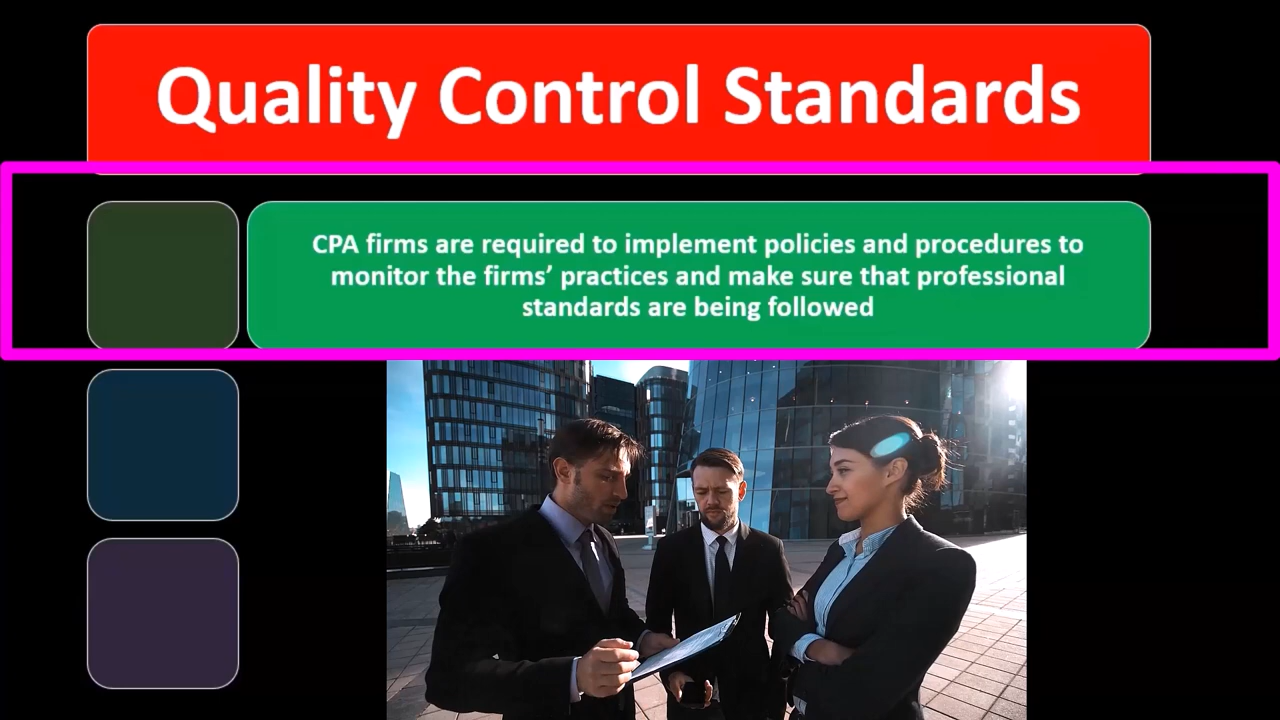 Quality Control Standards
CPA firms are required to implement policies and procedures to
monitor the firms’ practices and make sure that professional
standards are being followed